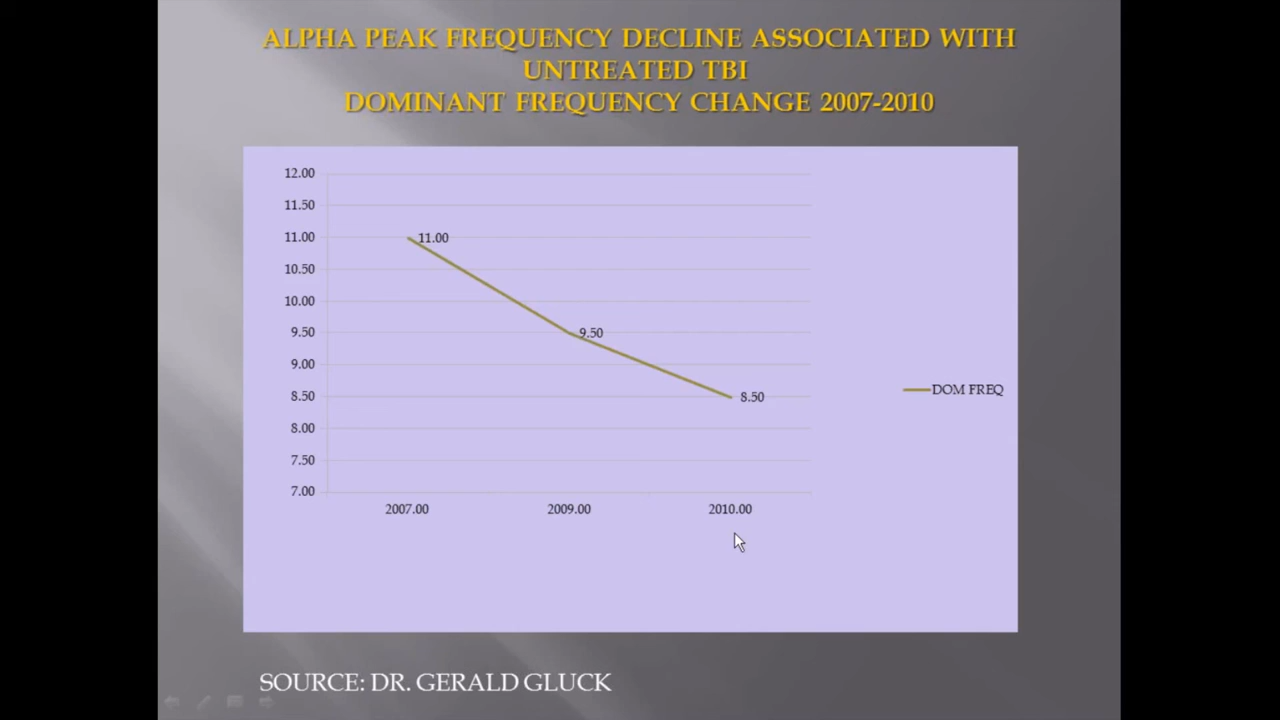 ALPHA PEAK FREQUENCY DECLINE ASSOCIATED WITH
UNTREATED TBI
DOMINANT FREQUENCY CHANGE 2007-2010
12.00
11.50
11.00
10.50
10.00
9.50
9.00
8.50
8.00
7.50
7.00
11.00
9.50
8.50
DOM FREQ
2007.00 2009.00 2010.00
SOURCE: DR. GERALD GLUCK